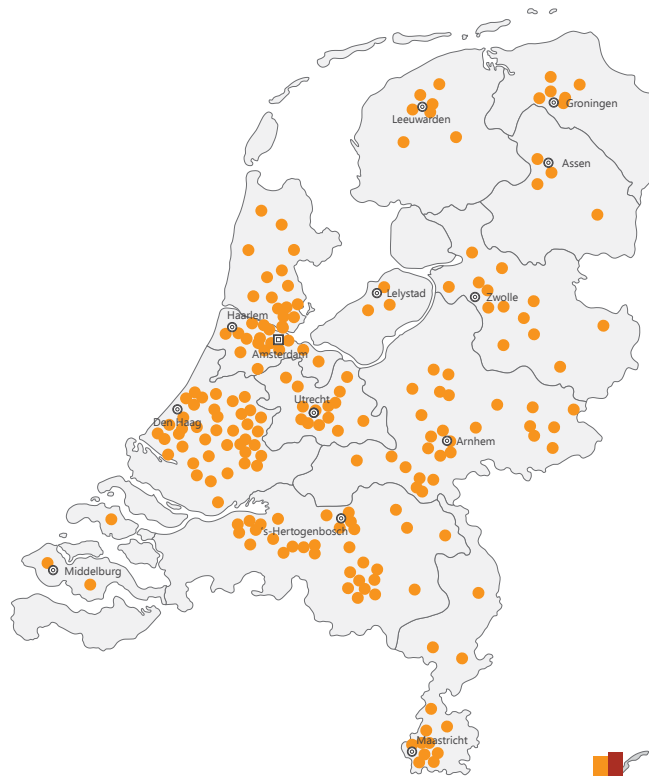 Groningen
Leeuwarden
Assen
Lelystad
Zwolle
Haarlem
Amsterdam
Utrecht
Den Haag
Arnhem
's-Hertogenbosch
Middelburg
Maastricht